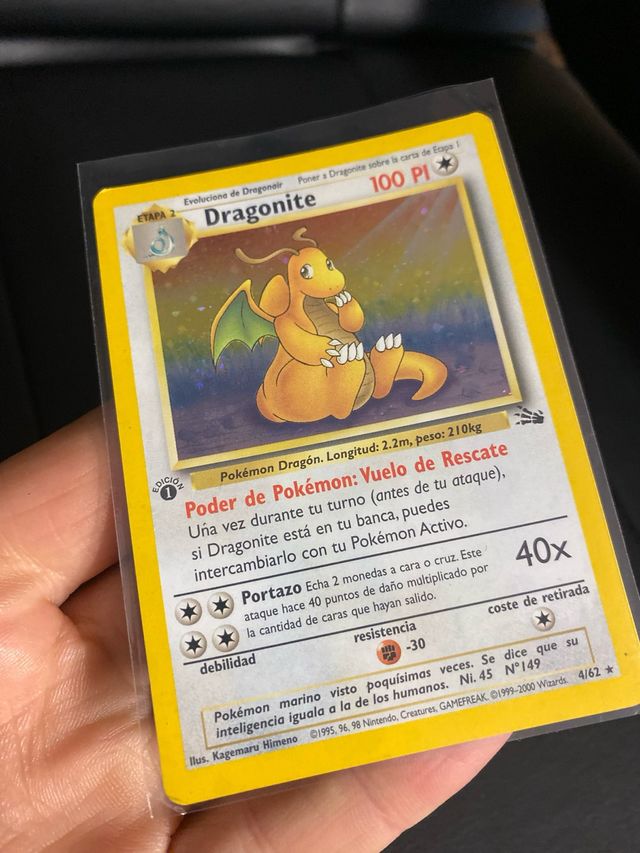 Evoluciona de Dragonair Poner a Dragonite sobre la carta de Etapa 1
ETAPA 2 Dragonite 100 PI
Pokémon Dragón. Longitud: 2.2m, peso: 210kg
EDICIÓN
1
Poder de Pokémon: Vuelo de Rescate
Uńa vez durante tu turno (antes de tu ataque),
si Dragonite está en tu banca, puedes
intercambiarlo con tu Pokémon Activo.
Portazo Echa 2 monedas a cara o cruz. Este
ataque hace 40 puntos de daño multiplicado por
la cantidad de caras que hayan salido.
40x
debilidad resistencia coste de retirada
-30
Pokémon marino visto poquísimas veces. Se dice que su
inteligencia iguala a la de los humanos. Ni. 45 N°149
Ilus. Kagemaru Himeno ©1995, 96, 98 Nintendo, Creatures, GAMEFREAK. ©1999-2000 Wizards. 4/62 ★